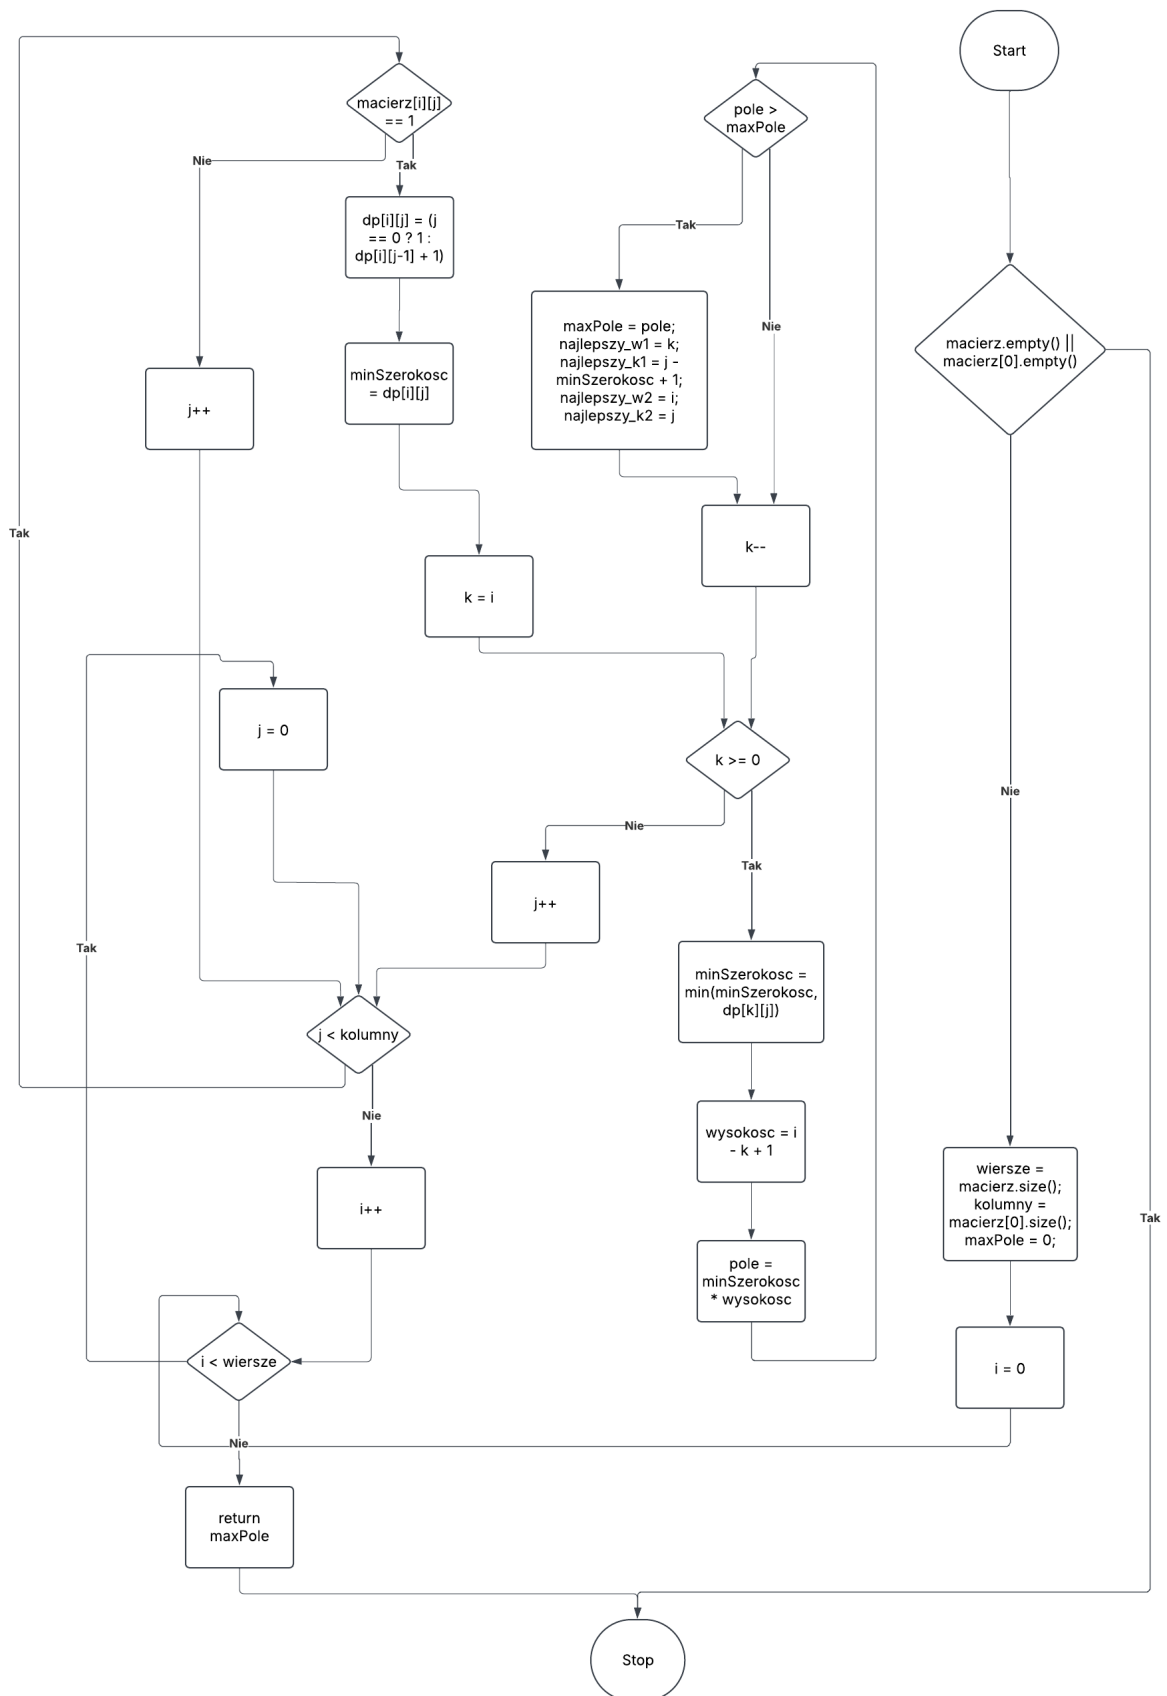 Start
macierz[i][j]
== 1
pole >
maxPole
Nie
Tak
dp[i][j] = (j
== 0 ? 1 :
dp[i][j-1] + 1)
Tak
maxPole = pole;
najlepszy_w1 = k;
najlepszy_k1 = j -
minSzerokosc + 1;
najlepszy_w2 = i;
najlepszy_k2 = j
Nie
macierz.empty() ||
macierz[0].empty()
minSzerokosc
= dp[i][j]
j++
Tak
k--
k = i
j = 0
k >= 0
Nie
Nie
Tak
j++
Tak
minSzerokosc =
min(minSzerokosc,
dp[k][j])
j < kolumny
Nie
wysokosc = i
- k + 1
wiersze =
macierz.size();
kolumny =
macierz[0].size();
maxPole = 0;
i++
Tak
pole =
minSzerokosc
* wysokosc
i < wiersze
i = 0
Nie
return
maxPole
Stop